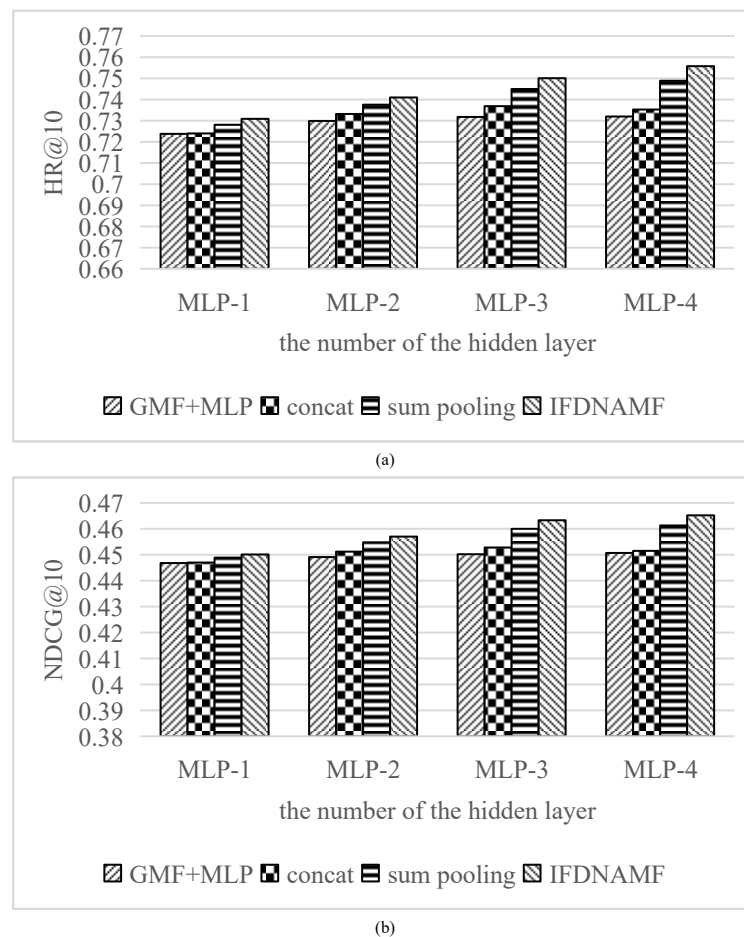 0.77
0.76
0.75
0.74
0.73
0.72
0.71
0.7
0.69
0.68
0.67
0.66
HR@10
MLP-1 MLP-2 MLP-3 MLP-4
the number of the hidden layer
GMF+MLP concat sum pooling IFDNAMF
(a)
0.47
0.46
0.45
0.44
0.43
0.42
0.41
0.4
0.39
0.38
NDCG@10
MLP-1 MLP-2 MLP-3 MLP-4
the number of the hidden layer
GMF+MLP concat sum pooling IFDNAMF
(b)